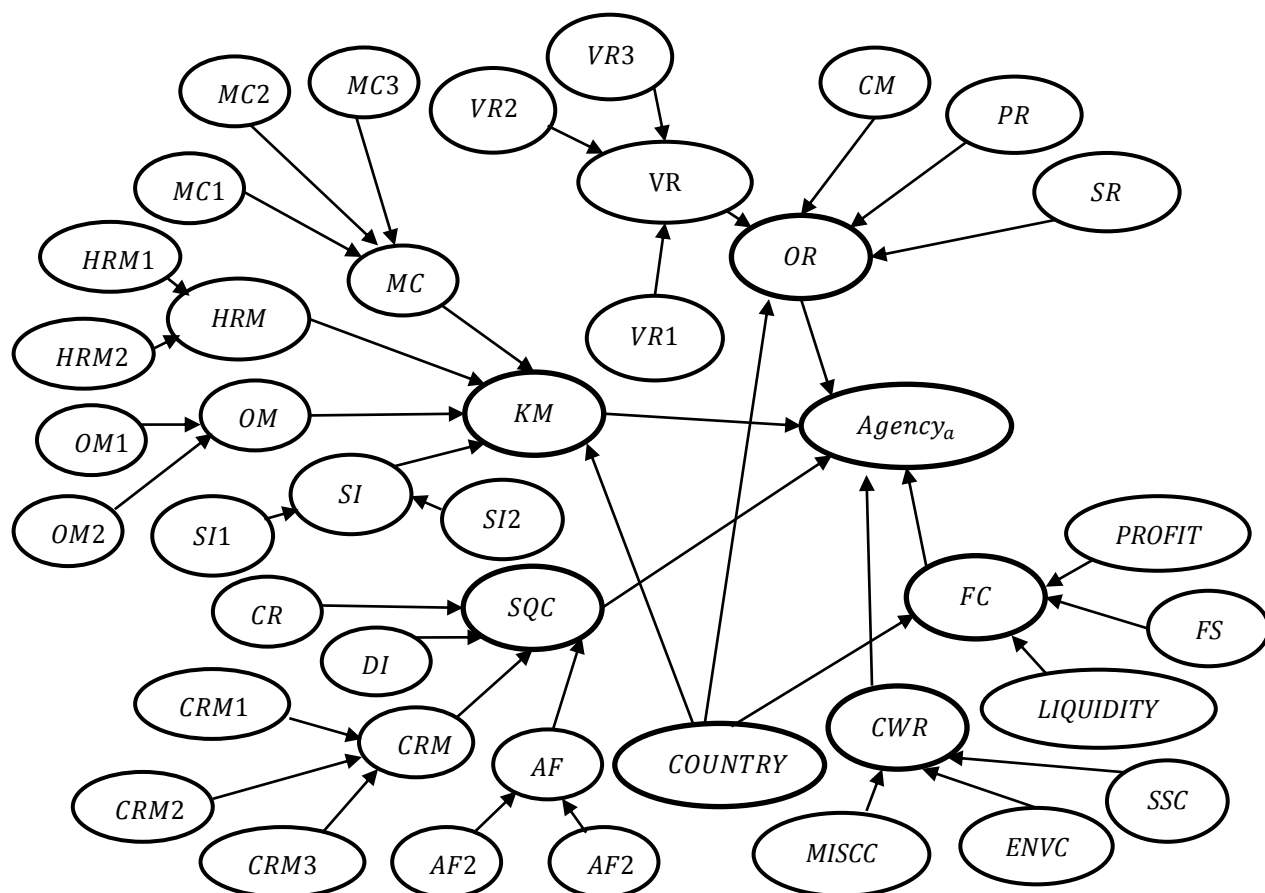 VR3
MC3
CM
MC2
VR2
PR
VR
MC1
SR
HRM1
OR
MC
HRM
VR1
HRM2
KM
OM
Agencyₐ
OM1
SI
SI2
OM2
SI1
PROFIT
FC
SQC
CR
FS
DI
CRM1
LIQUIDITY
CWR
CRM
AF
COUNTRY
SSC
CRM2
ENVC
MISCC
CRM3
AF2
AF2